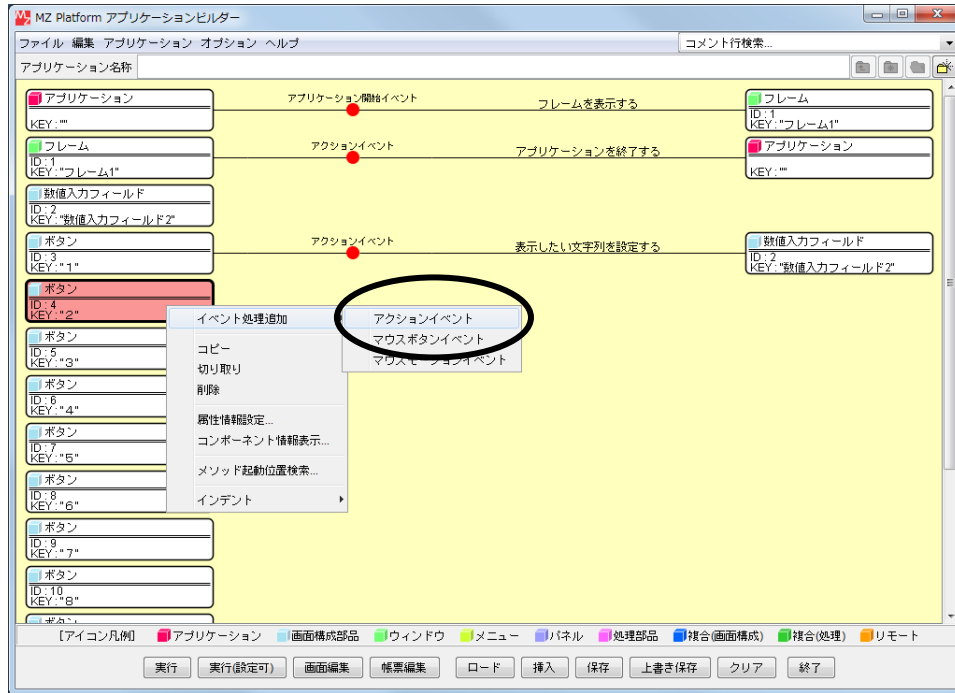 MZ Platform アプリケーションビルダー
ファイル 編集 アプリケーション オプション ヘルプ
コメント行検索...
アプリケーション名称
アプリケーション
KEY:""
アプリケーション開始イベント
フレームを表示する
フレーム
ID:1
KEY:"フレーム1"
フレーム
ID:1
KEY:"フレーム1"
アクションイベント
アプリケーションを終了する
アプリケーション
KEY:""
数値入力フィールド
ID:2
KEY:"数値入力フィールド2"
ボタン
ID:3
KEY:"1"
アクションイベント
表示したい文字列を設定する
数値入力フィールド
ID:2
KEY:"数値入力フィールド2"
ボタン
ID:4
KEY:"2"
イベント処理追加
コピー
切り取り
削除
属性情報設定...
コンポーネント情報表示...
メソッド起動位置検索...
インデント
アクションイベント
マウスボタンイベント
マウスモーションイベント
ボタン
ID:5
KEY:"3"
ボタン
ID:6
KEY:"4"
ボタン
ID:7
KEY:"5"
ボタン
ID:8
KEY:"6"
ボタン
ID:9
KEY:"7"
ボタン
ID:10
KEY:"8"
ボタン
[アイコン凡例] アプリケーション 画面構成部品 ウィンドウ メニュー パネル 処理部品 複合(画面構成) 複合(処理) リモート
実行 実行(設定可) 画面編集 帳票編集 ロード 挿入 保存 上書き保存 クリア 終了